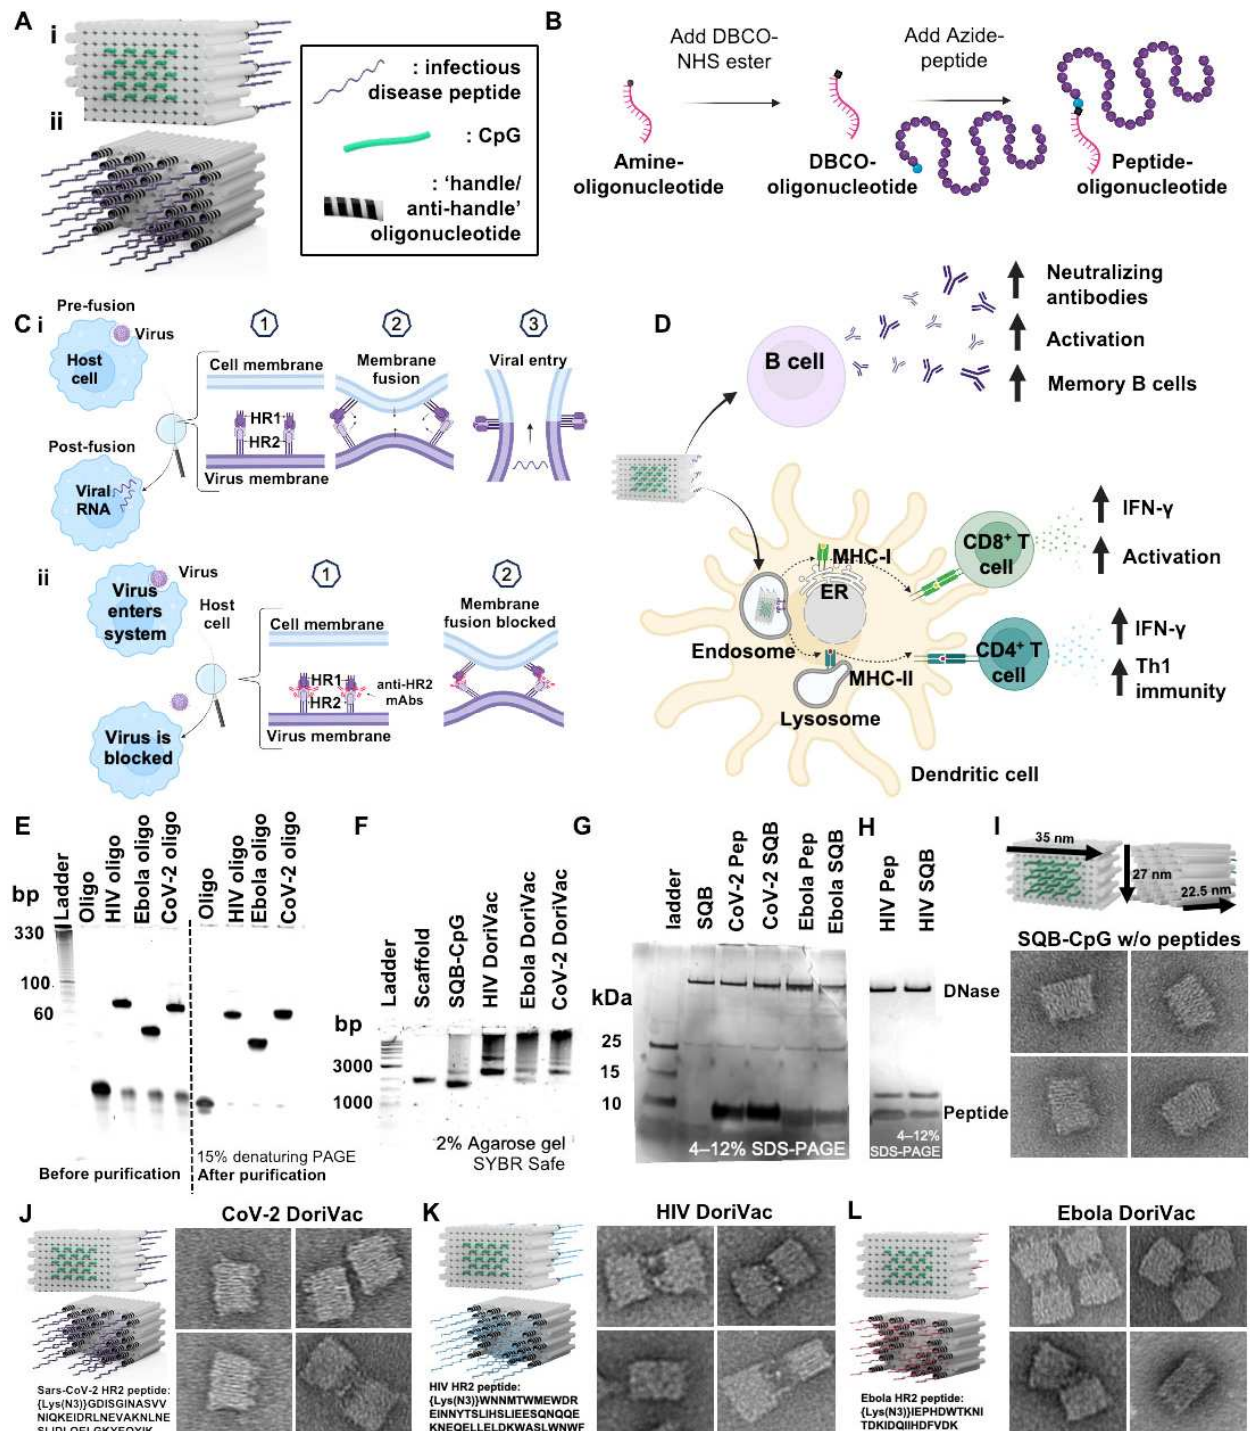 A
i
ii
: infectious
disease peptide
: CpG
: ‘handle/
anti-handle’
oligonucleotide
B
Add DBCO-
NHS ester
Add Azide-
peptide
Amine-
oligonucleotide
DBCO-
oligonucleotide
Peptide-
oligonucleotide
C i
Pre-fusion
Virus
Host
cell
Post-fusion
Viral
RNA
1
Cell membrane
HR1
HR2
Virus membrane
2
Membrane
fusion
3
Viral entry
ii
Virus
Virus
enters
system
Host
cell
Virus is
blocked
1
Cell membrane
HR1
HR2
anti-HR2
mAbs
Virus membrane
2
Membrane
fusion blocked
D
B cell
Neutralizing
antibodies
Activation
Memory B cells
MHC-I
ER
Endosome
MHC-II
Lysosome
Dendritic cell
CD8+ T
cell
IFN-γ
Activation
CD4+ T
cell
IFN-γ
Th1
immunity
E
bp
Ladder
Oligo
HIV oligo
Ebola oligo
CoV-2 oligo
Oligo
HIV oligo
Ebola oligo
CoV-2 oligo
330
100
60
15% denaturing PAGE
Before purification
After purification
F
Ladder
Scaffold
SQB-CpG
HIV DoriVac
Ebola DoriVac
CoV-2 DoriVac
bp
3000
1000
2% Agarose gel
SYBR Safe
G
ladder
SQB
CoV-2 Pep
CoV-2 SQB
Ebola Pep
Ebola SQB
kDa
25
15
10
4–12% SDS-PAGE
H
HIV Pep
HIV SQB
DNase
Peptide
4–12%
SDS-PAGE
I
35 nm
27 nm
22.5 nm
SQB-CpG w/o peptides
J
CoV-2 DoriVac
Sars-CoV-2 HR2 peptide:
{Lys(N3)}GDISGINASVV
NIQKEIDRLNEVAKNLNE
SLIDLQELGKYEQYIK
K
HIV DoriVac
HIV HR2 peptide:
{Lys(N3)}WNNMTWMEWDR
EINNYTSLIHSLIEESQNQQE
KNEQELLELDKWASLWNWF
L
Ebola DoriVac
Ebola HR2 peptide:
{Lys(N3)}IEPHDWTKNI
TDKIDQIIHDFVDK